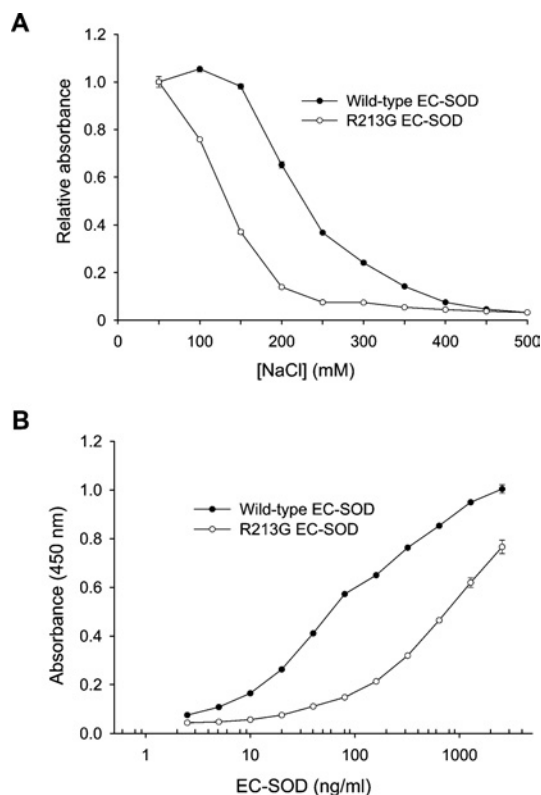 A
1.2
1.0
0.8
0.6
0.4
0.2
0
Relative absorbance
Wild-type EC-SOD
R213G EC-SOD
0
100
200
300
400
500
[NaCl] (mM)
B
1.2
1.0
0.8
0.6
0.4
0.2
0.0
Absorbance (450 nm)
Wild-type EC-SOD
R213G EC-SOD
1
10
100
1000
EC-SOD (ng/ml)